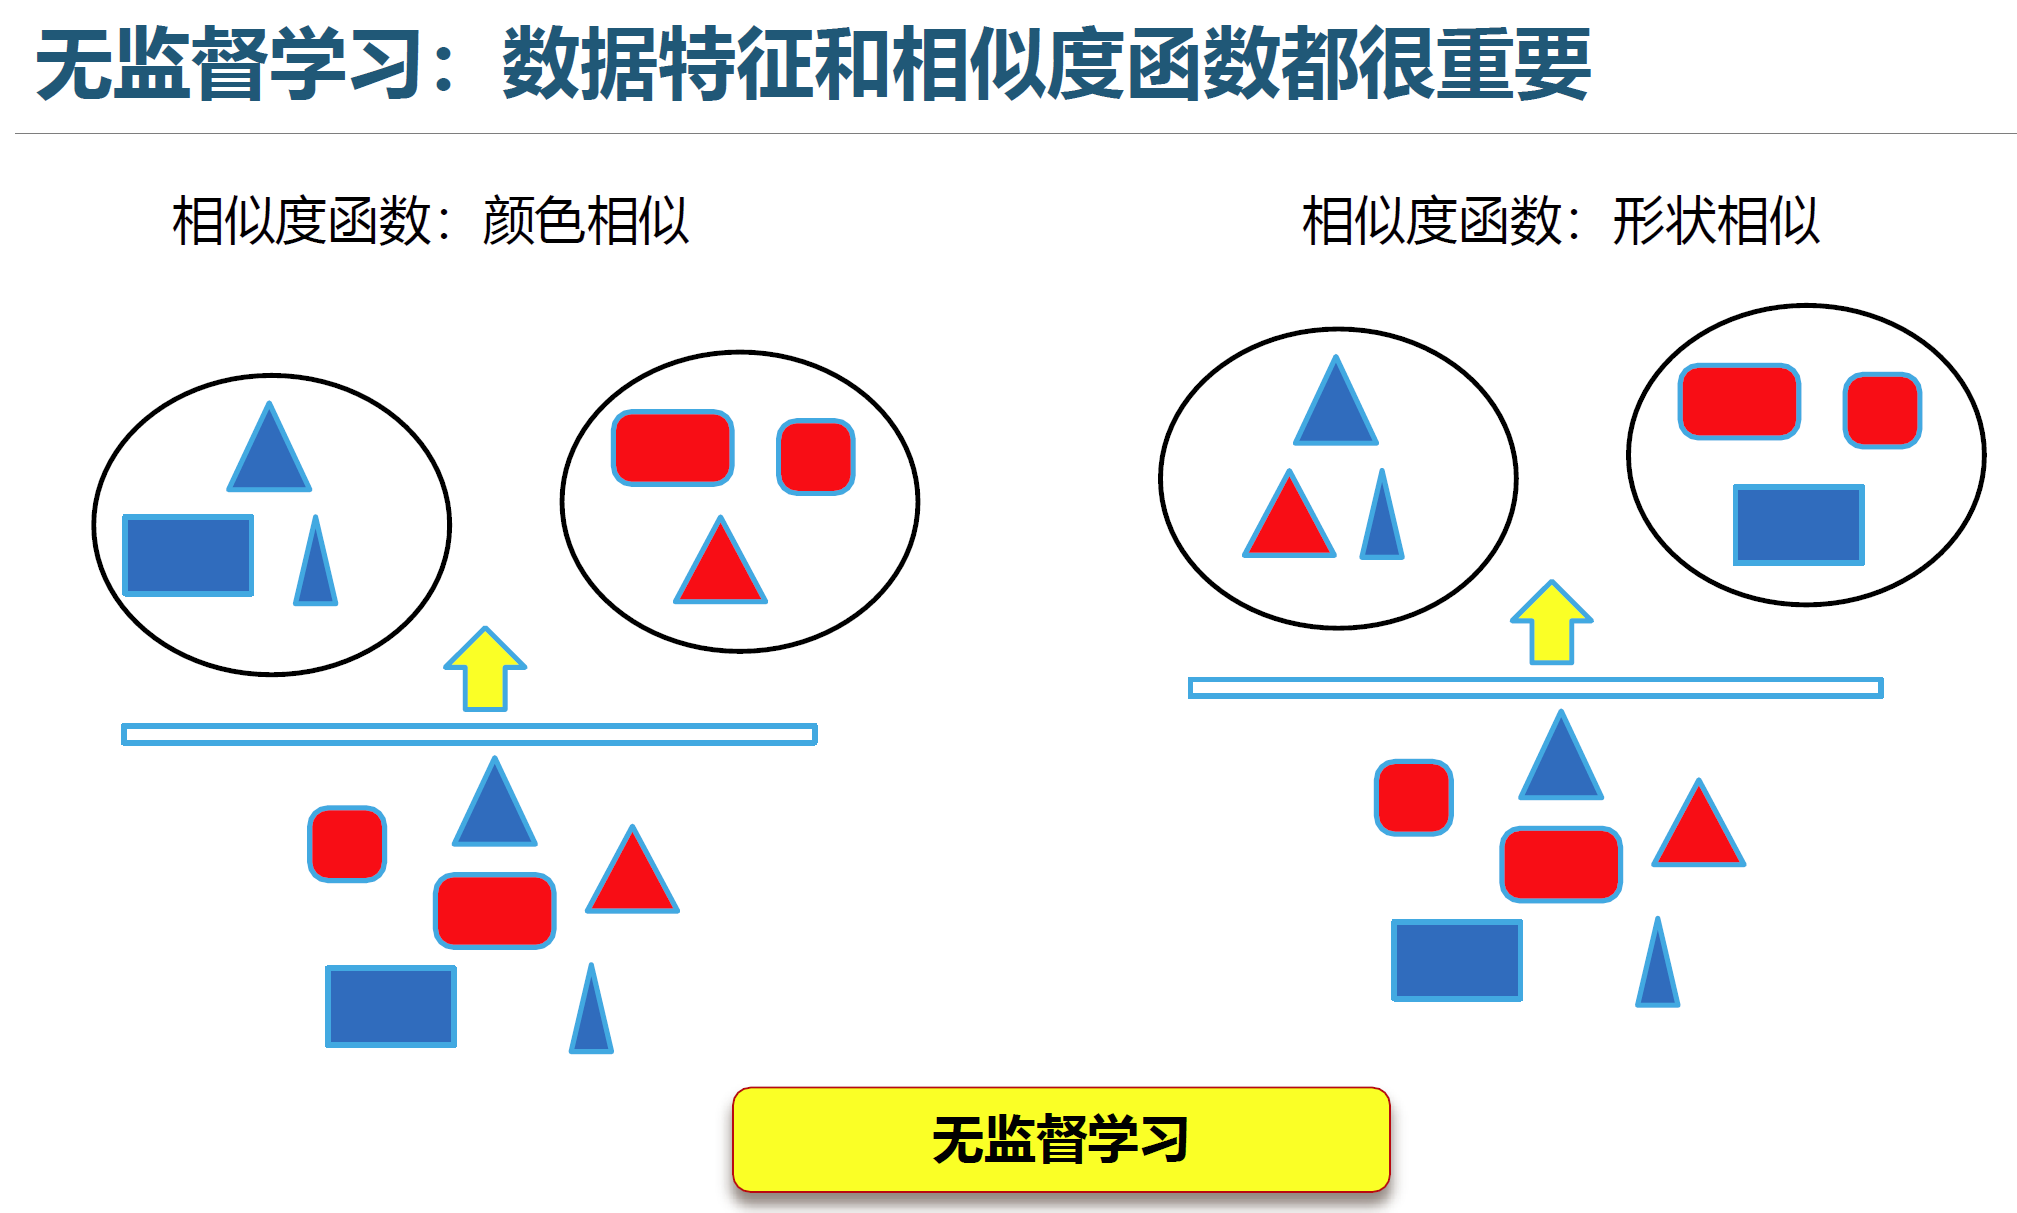 无监督学习：数据特征和相似度函数都很重要
相似度函数：颜色相似
相似度函数：形状相似
无监督学习